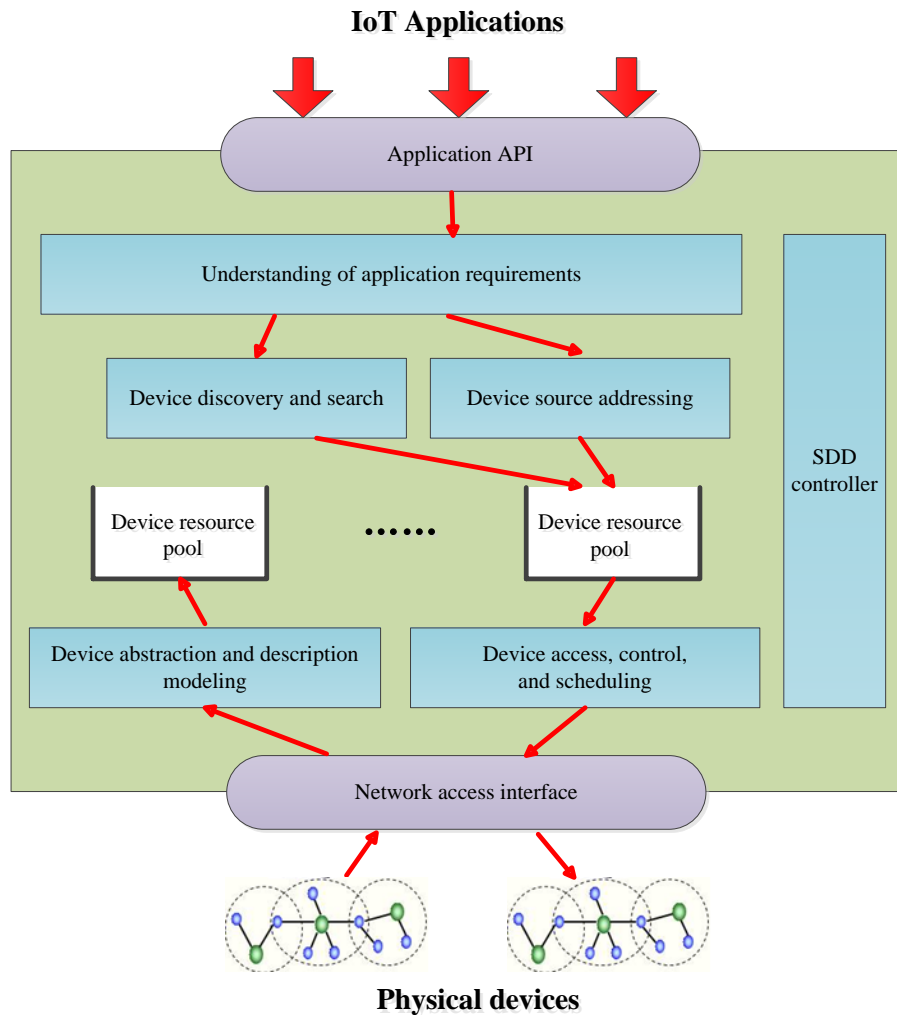 IoT Applications
Application API
Understanding of application requirements
Device discovery and search
Device source addressing
SDD
controller
Device resource
pool
......
Device resource
pool
Device abstraction and description
modeling
Device access, control,
and scheduling
Network access interface
Physical devices